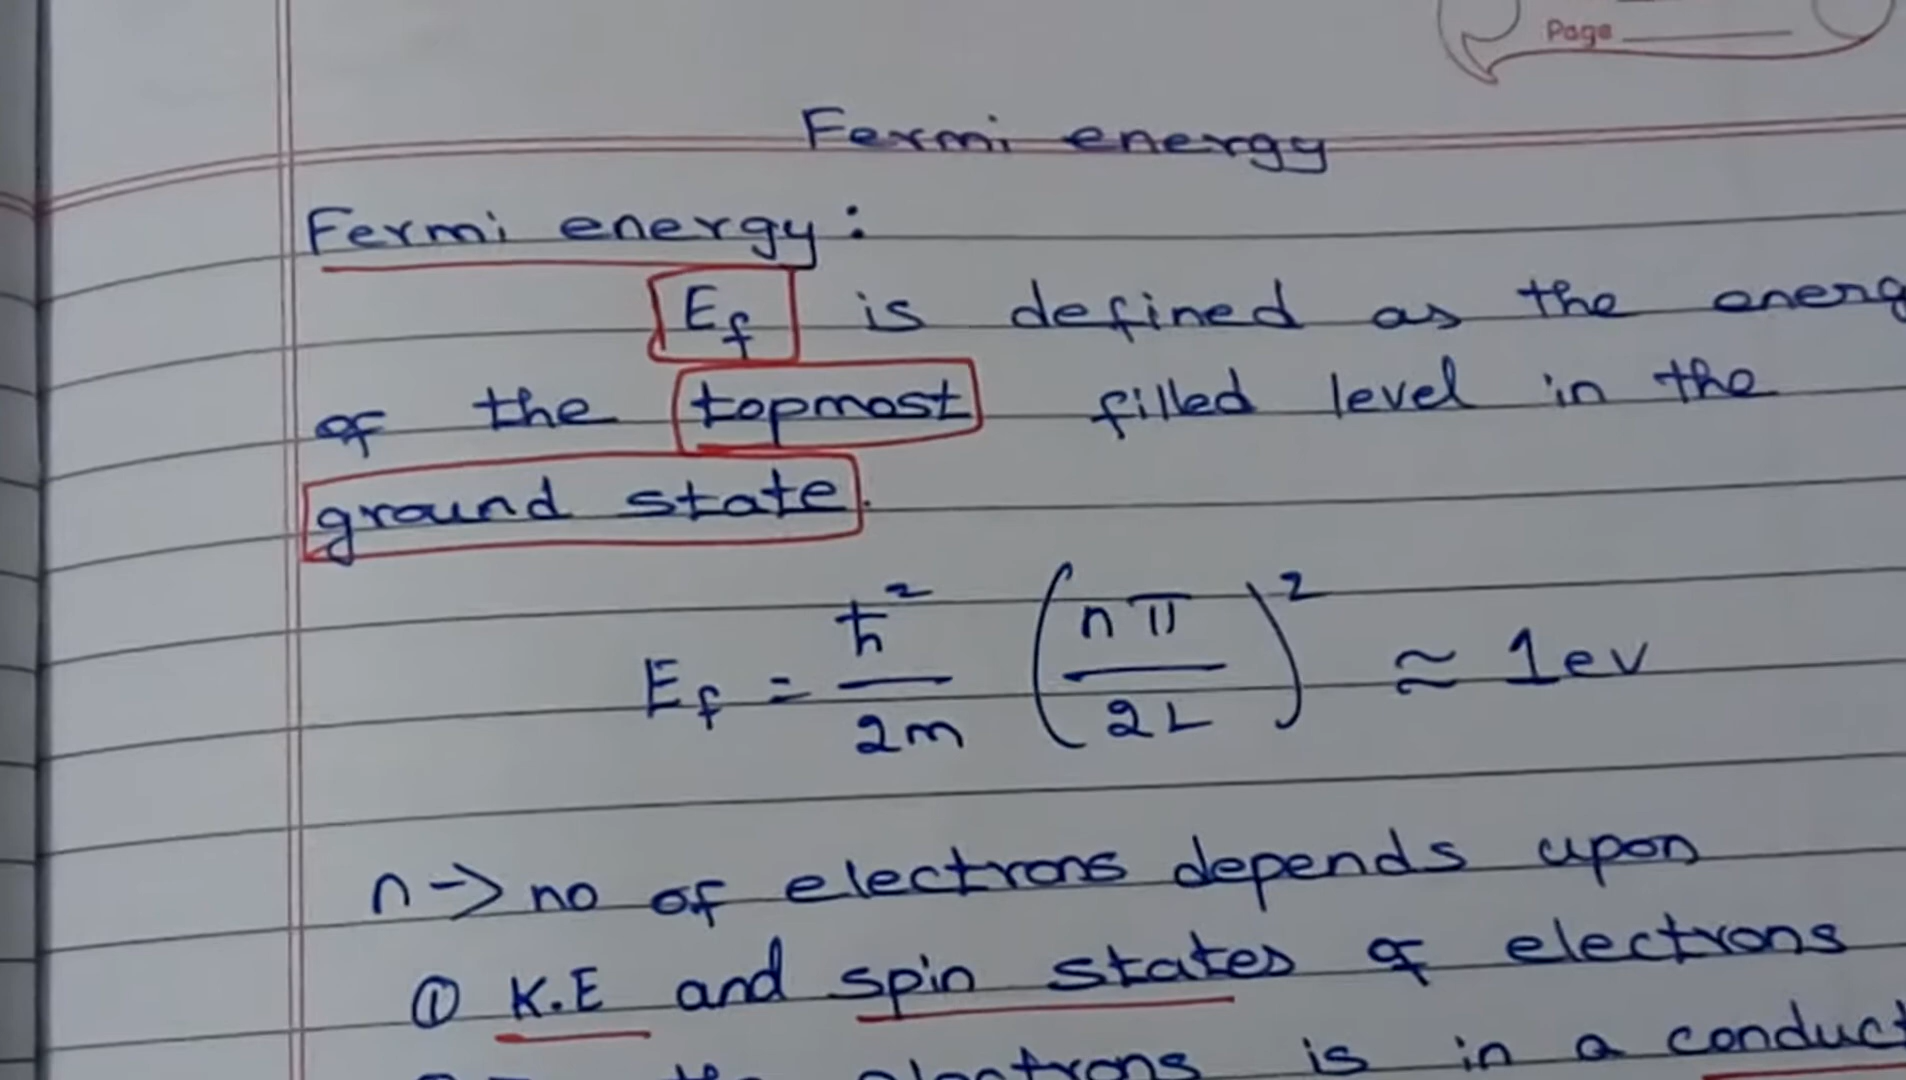 Page
Fermi energy
Fermi energy:
Ef is defined as the energ
of the topmost filled level in the
ground state.
Ef = ħ²/2m (nπ/2L)² ≈ 1ev
n -> no of electrons depends upon
① K.E and spin states of electrons
is in a conduct